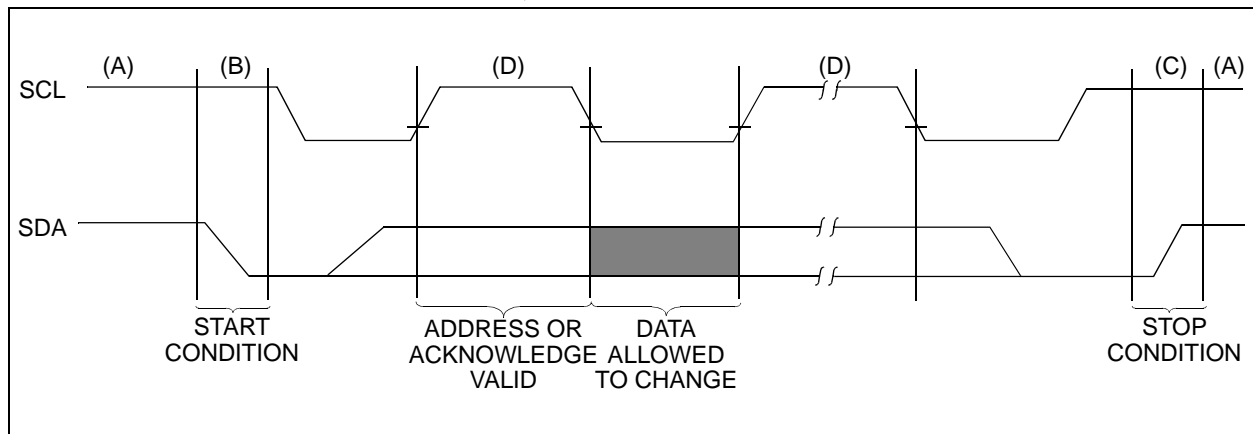 (A) (B) (D) (D) (C) (A)
SCL
SDA
START
CONDITION
ADDRESS OR
ACKNOWLEDGE
VALID
DATA
ALLOWED
TO CHANGE
STOP
CONDITION